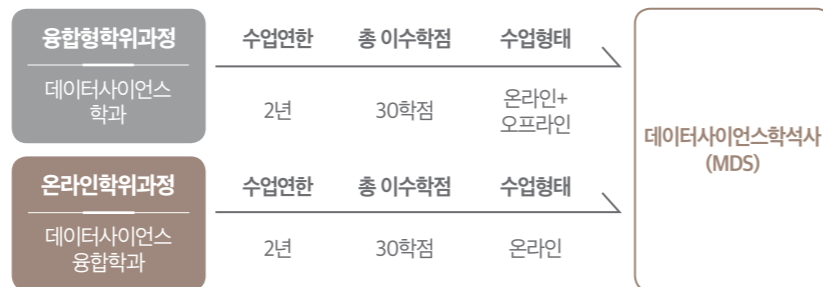 융합형학위과정
데이터사이언스
학과
수업연한 총 이수학점 수업형태
2년 30학점 온라인+
오프라인
온라인학위과정
데이터사이언스
융합학과
수업연한 총 이수학점 수업형태
2년 30학점 온라인
데이터사이언스학석사
(MDS)